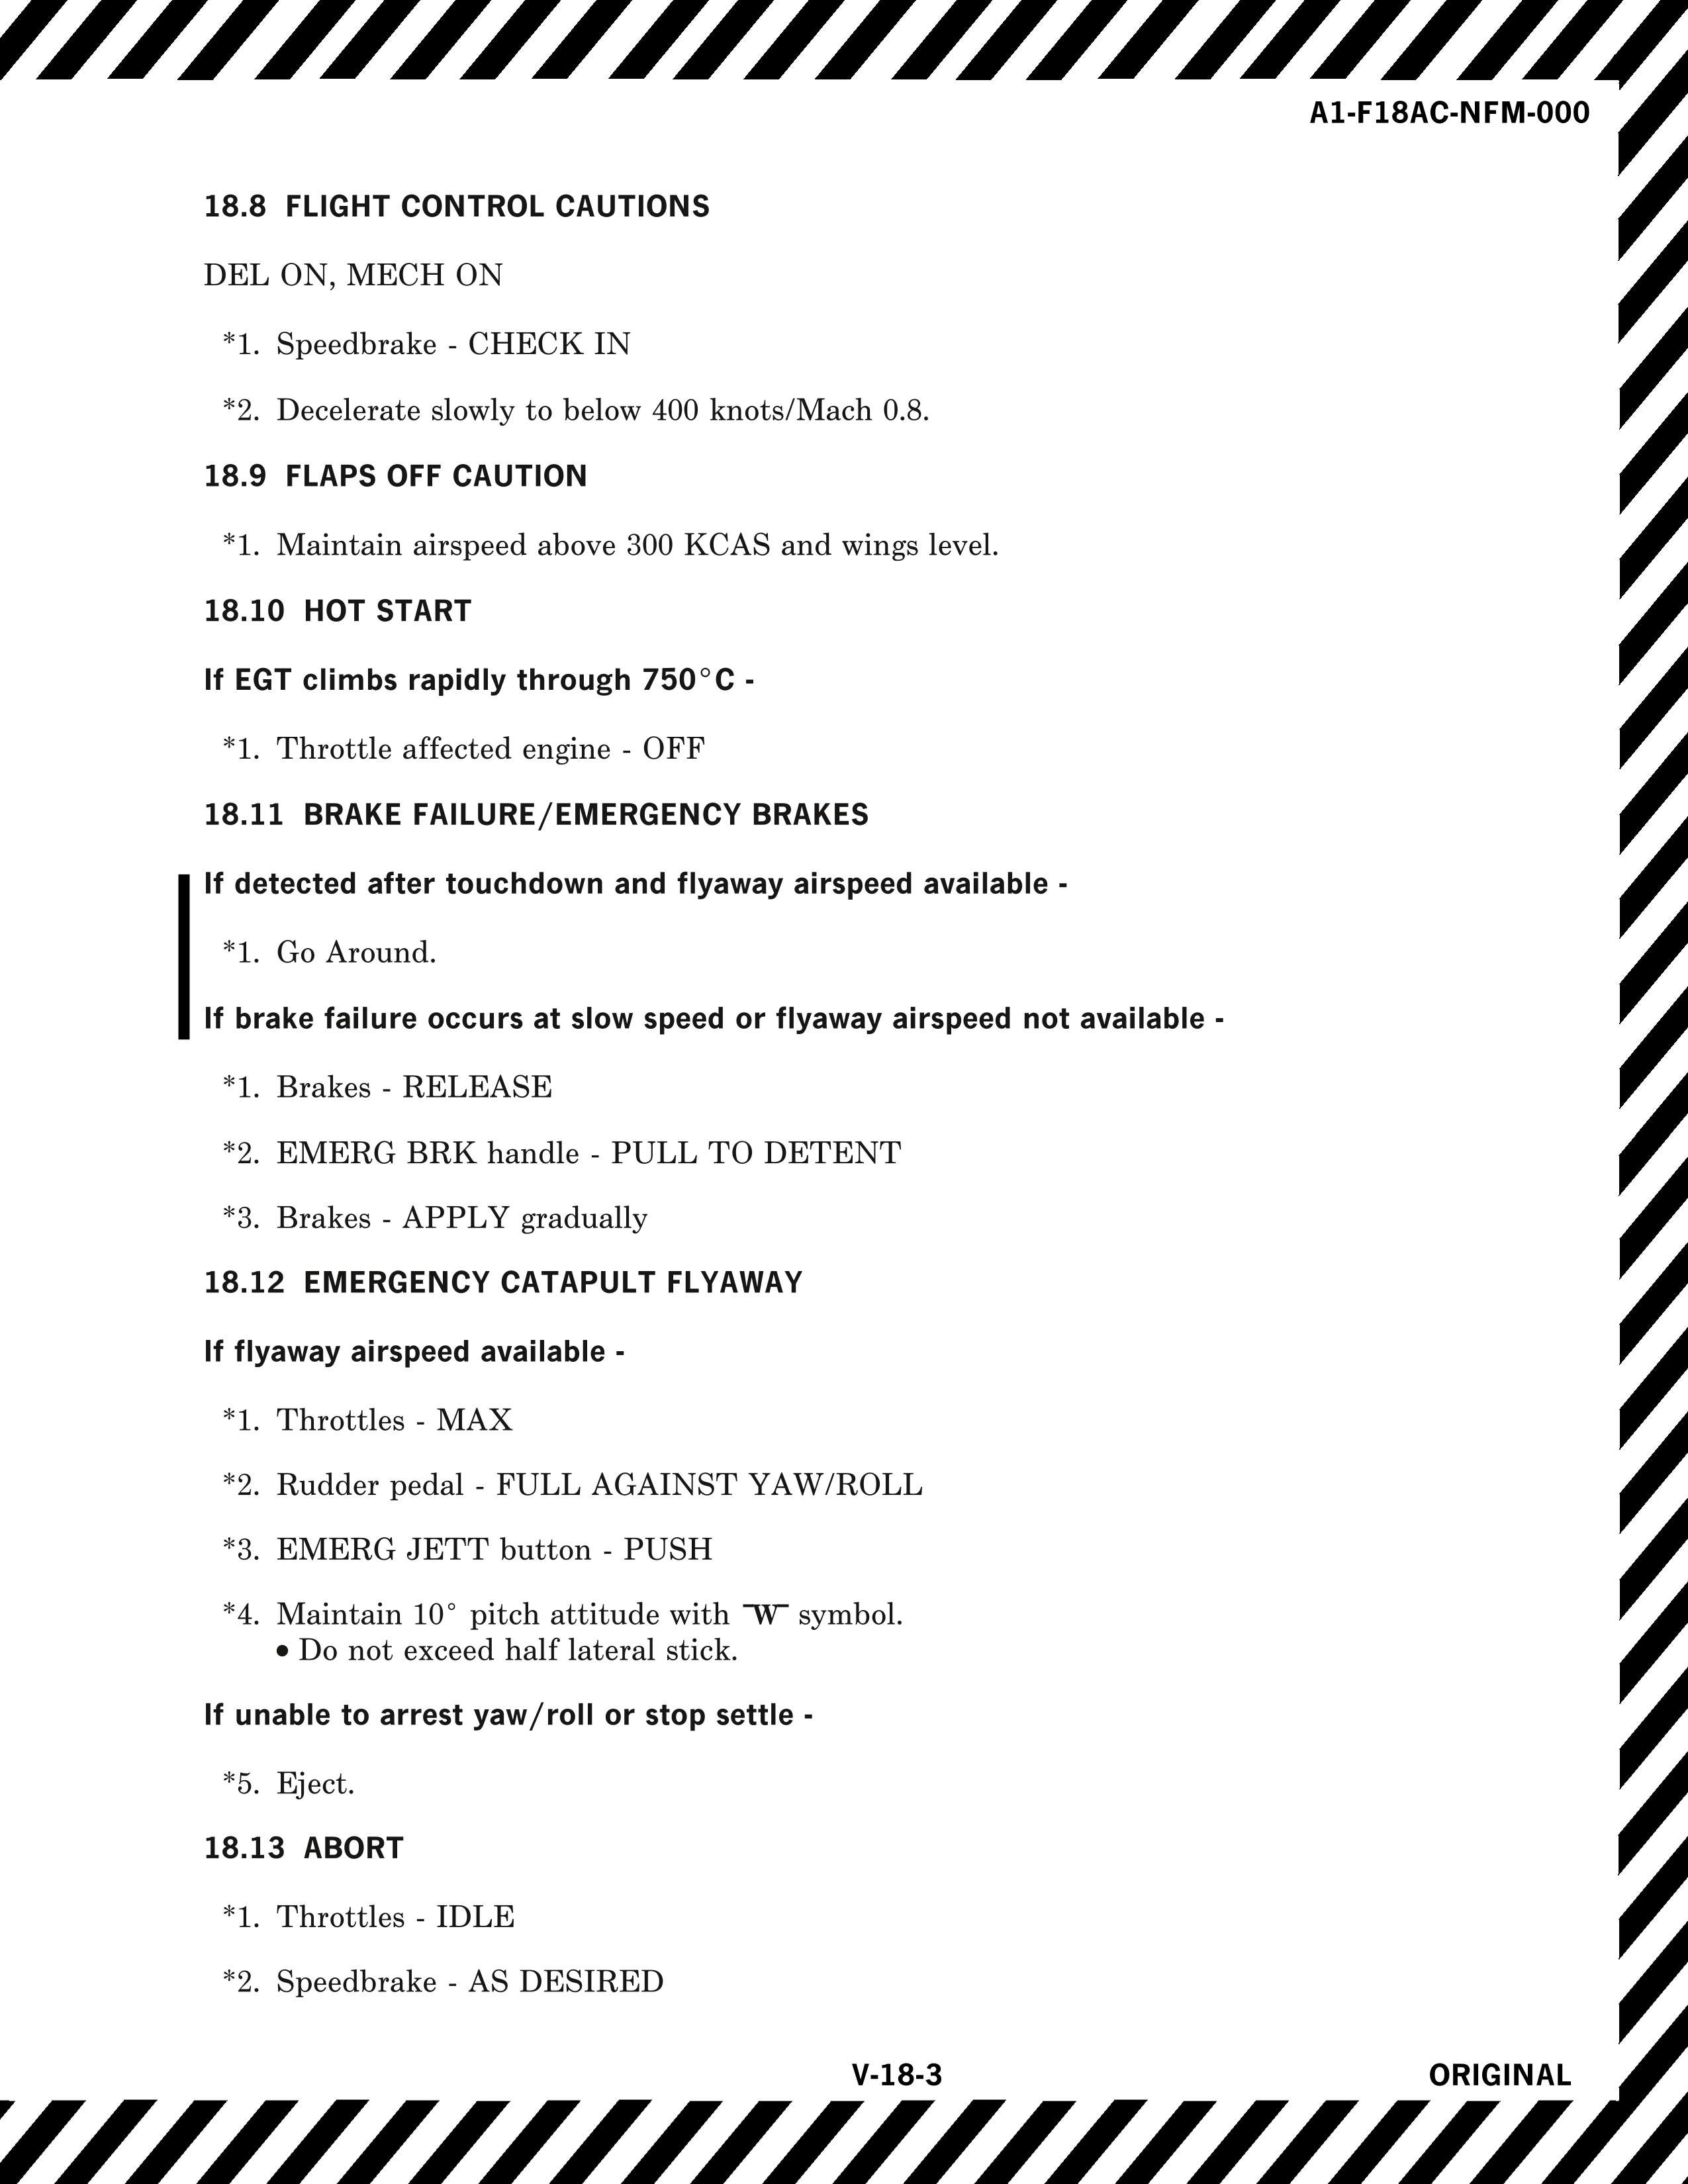 A1-F18AC-NFM-000
18.8 FLIGHT CONTROL CAUTIONS
DEL ON, MECH ON
*1. Speedbrake - CHECK IN
*2. Decelerate slowly to below 400 knots/Mach 0.8.
18.9 FLAPS OFF CAUTION
*1. Maintain airspeed above 300 KCAS and wings level.
18.10 HOT START
If EGT climbs rapidly through 750°C -
*1. Throttle affected engine - OFF
18.11 BRAKE FAILURE/EMERGENCY BRAKES
If detected after touchdown and flyaway airspeed available -
*1. Go Around.
If brake failure occurs at slow speed or flyaway airspeed not available -
*1. Brakes - RELEASE
*2. EMERG BRK handle - PULL TO DETENT
*3. Brakes - APPLY gradually
18.12 EMERGENCY CATAPULT FLYAWAY
If flyaway airspeed available -
*1. Throttles - MAX
*2. Rudder pedal - FULL AGAINST YAW/ROLL
*3. EMERG JETT button - PUSH
*4. Maintain 10° pitch attitude with W symbol.
• Do not exceed half lateral stick.
If unable to arrest yaw/roll or stop settle -
*5. Eject.
18.13 ABORT
*1. Throttles - IDLE
*2. Speedbrake - AS DESIRED
V-18-3 ORIGINAL